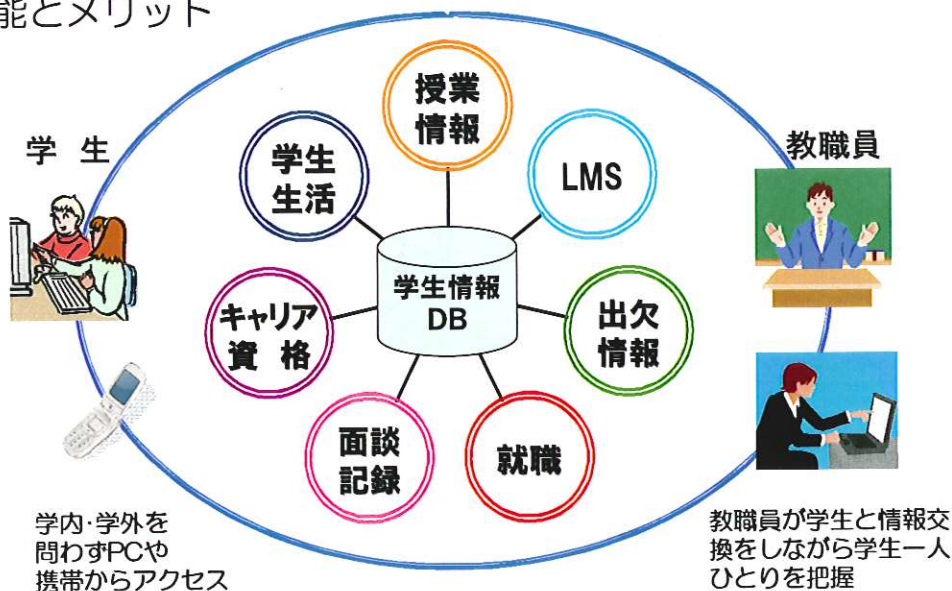 能とメリット
学 生
教職員
授業
情報
学生
生活
LMS
学生情報
DB
キャリア
資 格
出欠
情報
面談
記録
就職
学内·学外を
問わずPCや
携帯からアクセス
教職員が学生と情報交
換をしながら学生一人
ひとりを把握